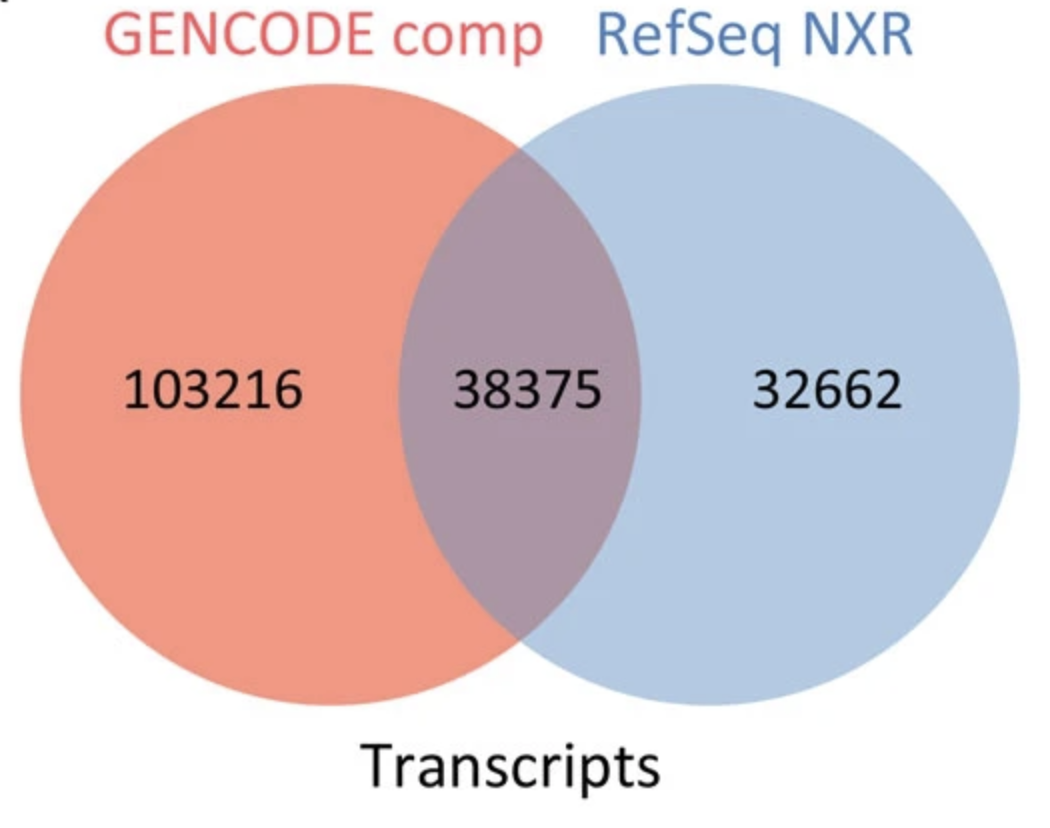 GENCODE comp RefSeq NXR
103216 38375 32662
Transcripts